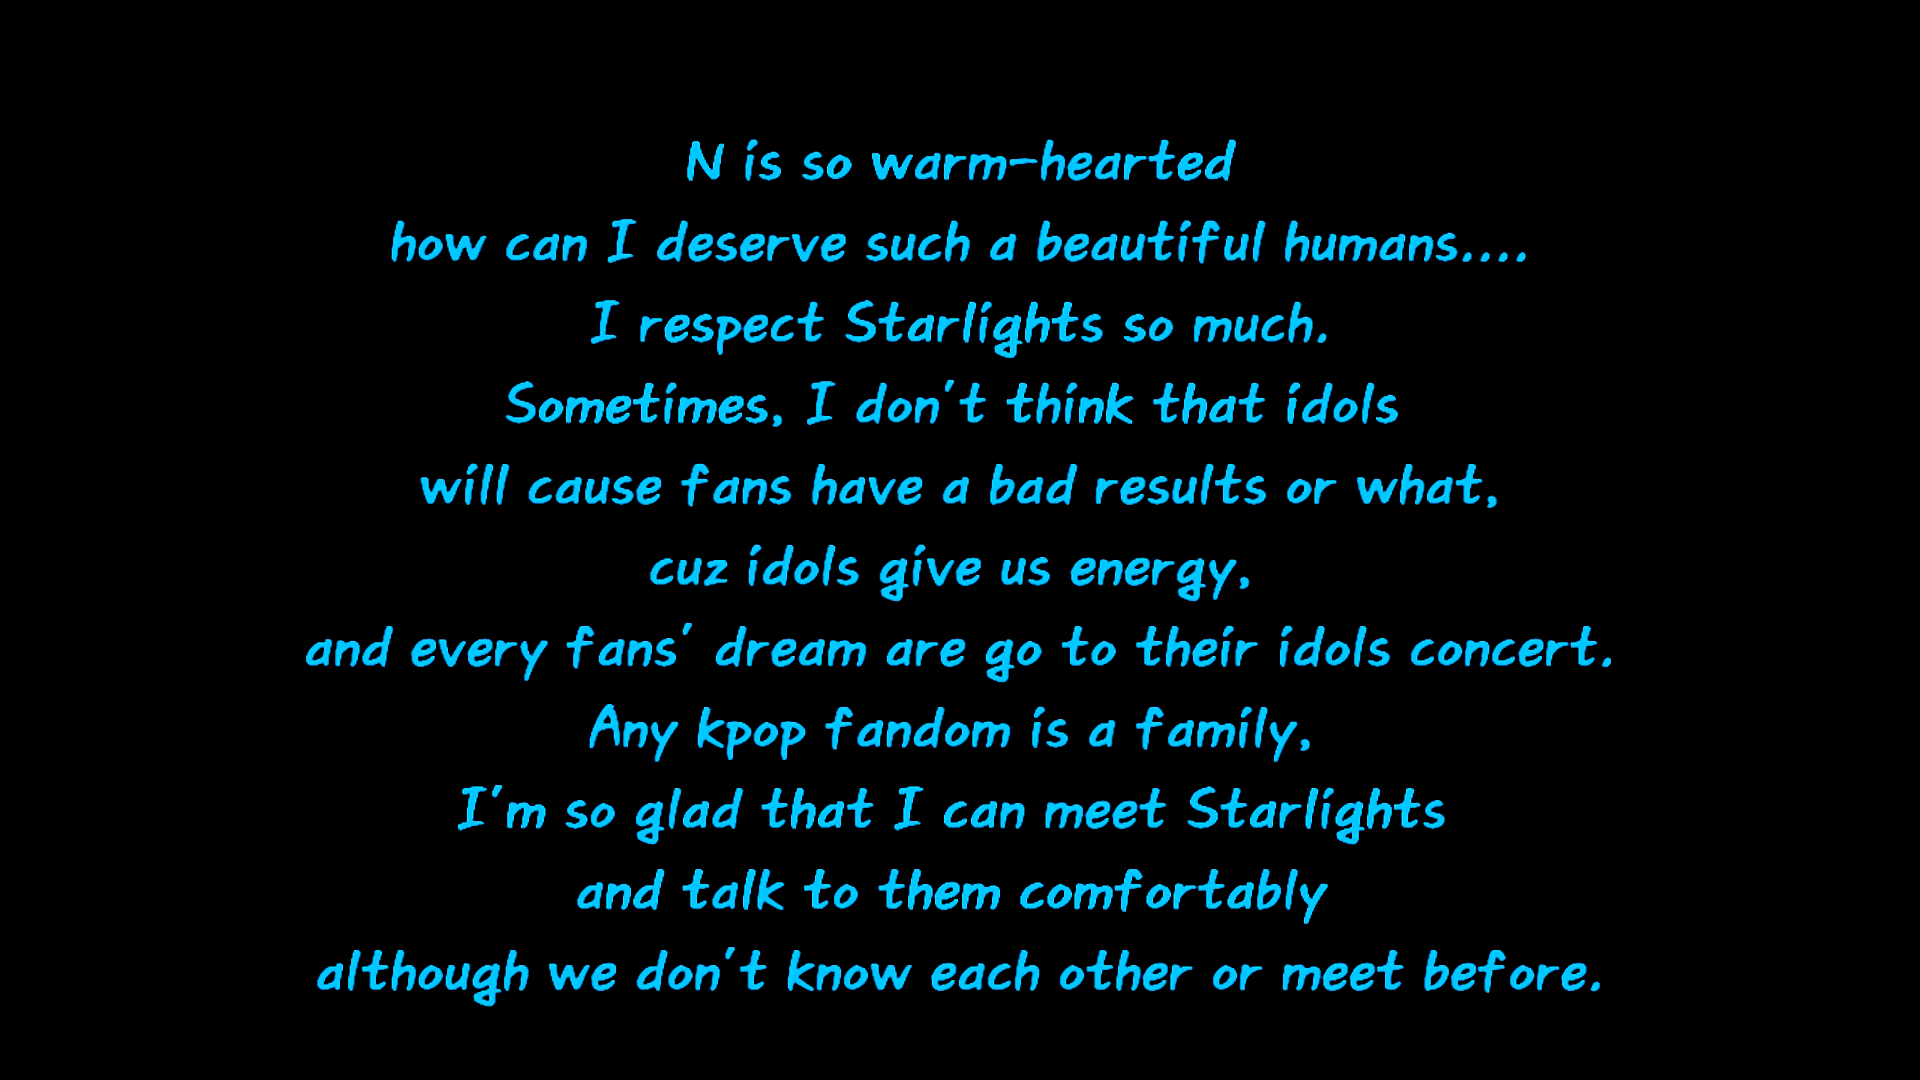 N is so warm-hearted
how can I deserve such a beautiful humans....
I respect Starlights so much.
Sometimes, I don't think that idols
will cause fans have a bad results or what,
cuz idols give us energy,
and every fans' dream are go to their idols concert.
Any kpop fandom is a family,
I'm so glad that I can meet Starlights
and talk to them comfortably
although we don't know each other or meet before.